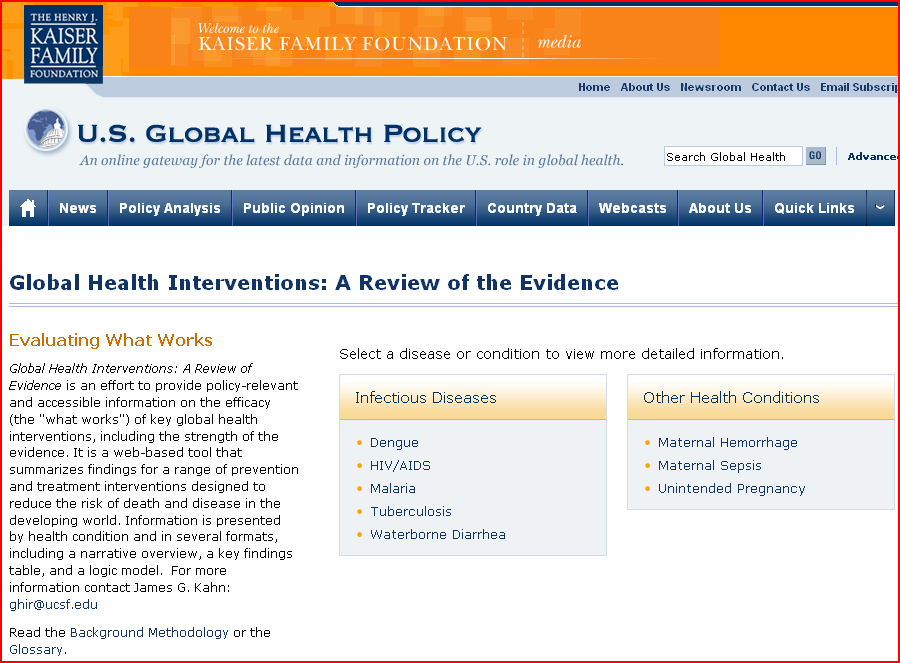 THE HENRY J.
KAISER
FAMILY
FOUNDATION
Welcome to the
KAISER FAMILY FOUNDATION media
Home About Us Newsroom Contact Us Email Subscrip
U.S. GLOBAL HEALTH POLICY
An online gateway for the latest data and information on the U.S. role in global health.
Search Global Health GO Advance
News Policy Analysis Public Opinion Policy Tracker Country Data Webcasts About Us Quick Links
Global Health Interventions: A Review of the Evidence
Evaluating What Works
Global Health Interventions: A Review of
Evidence is an effort to provide policy-relevant
and accessible information on the efficacy
(the "what works") of key global health
interventions, including the strength of the
evidence. It is a web-based tool that
summarizes findings for a range of prevention
and treatment interventions designed to
reduce the risk of death and disease in the
developing world. Information is presented
by health condition and in several formats,
including a narrative overview, a key findings
table, and a logic model. For more
information contact James G. Kahn:
ghir@ucsf.edu
Read the Background Methodology or the
Glossary.
Select a disease or condition to view more detailed information.
Infectious Diseases
Dengue
HIV/AIDS
Malaria
Tuberculosis
Waterborne Diarrhea
Other Health Conditions
Maternal Hemorrhage
Maternal Sepsis
Unintended Pregnancy